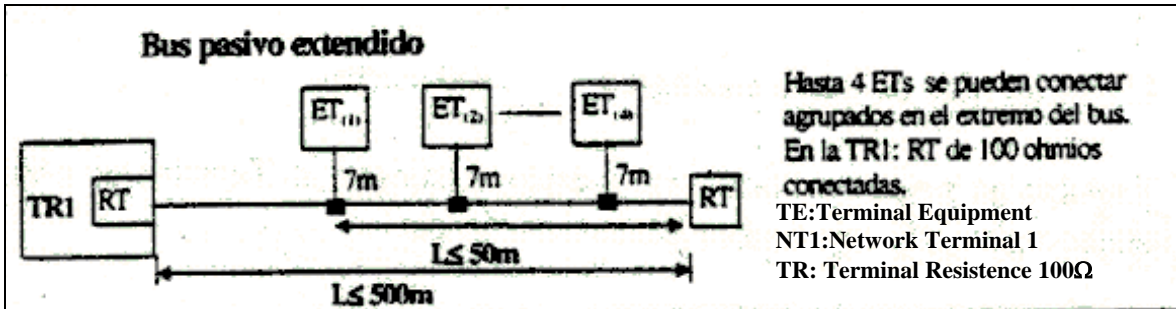 Bus pasivo extendido
ET(1)
ET(2)
ET(4)
7m
7m
7m
TR1
RT
RT
L≤ 50m
L≤ 500m
Hasta 4 ETs se pueden conectar
agrupados en el extremo del bus.
En la TR1: RT de 100 ohmios
conectadas.
TE:Terminal Equipment
NT1:Network Terminal 1
TR: Terminal Resistence 100Ω